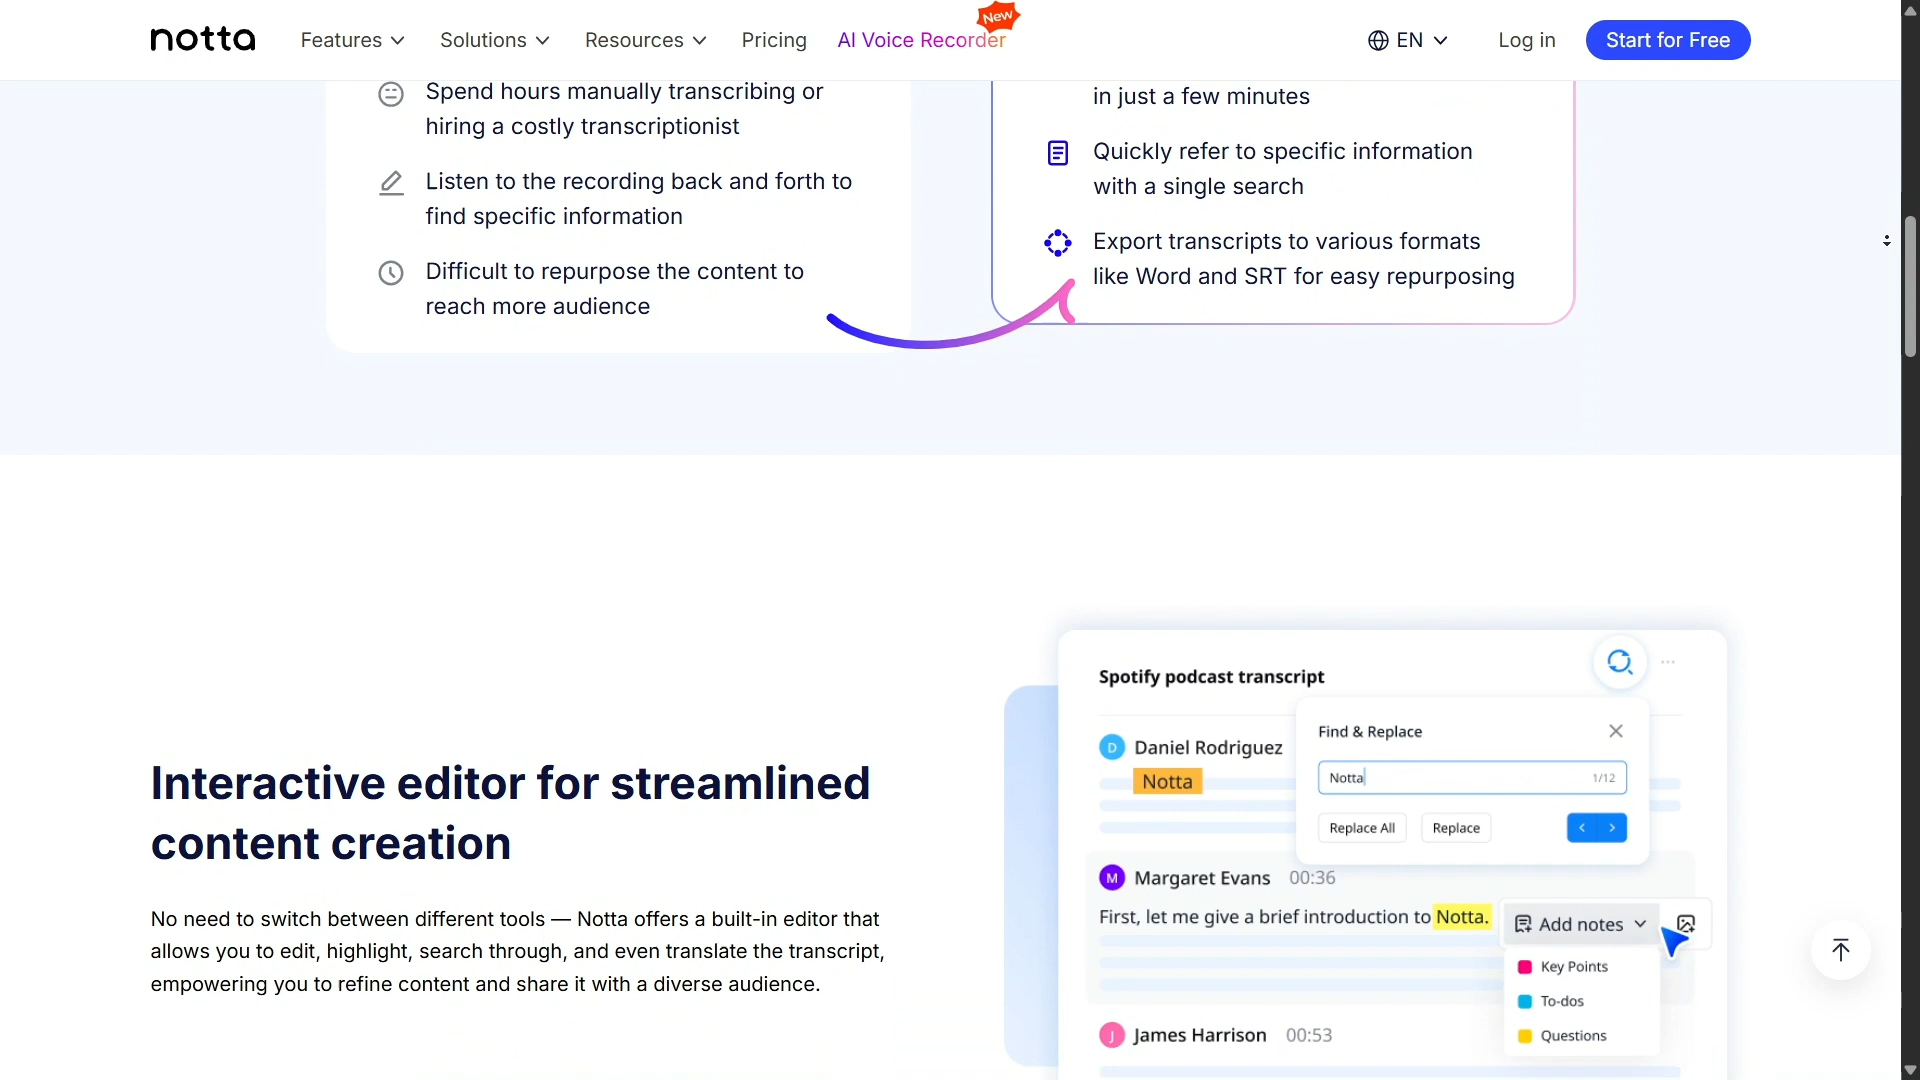 notta
Features
Solutions
Resources
Pricing
AI Voice Recorder
New
EN
Log in
Start for Free
Spend hours manually transcribing or
hiring a costly transcriptionist
Listen to the recording back and forth to
find specific information
Difficult to repurpose the content to
reach more audience
in just a few minutes
Quickly refer to specific information
with a single search
Export transcripts to various formats
like Word and SRT for easy repurposing
Interactive editor for streamlined
content creation
No need to switch between different tools — Notta offers a built-in editor that
allows you to edit, highlight, search through, and even translate the transcript,
empowering you to refine content and share it with a diverse audience.
Spotify podcast transcript
D Daniel Rodriguez
Notta
Find & Replace
Notta 1/12
Replace All Replace
M Margaret Evans 00:36
First, let me give a brief introduction to Notta.
Add notes
Key Points
To-dos
Questions
J James Harrison 00:53